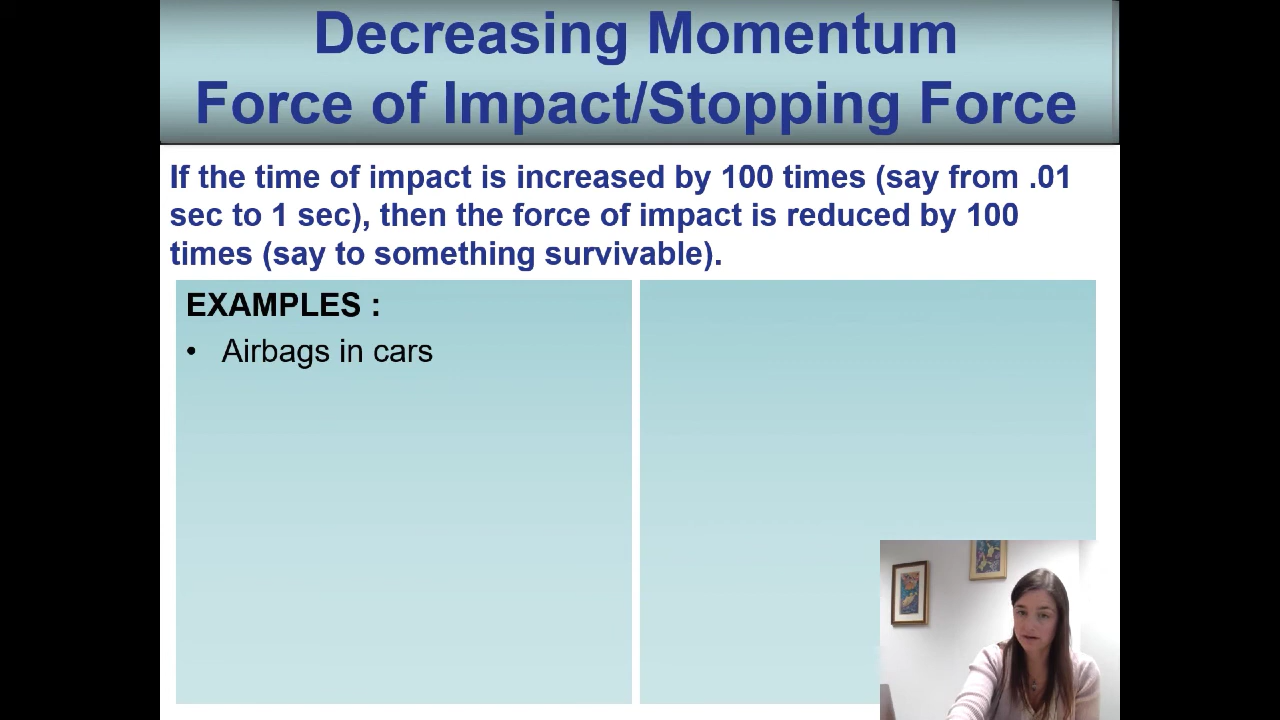 Decreasing Momentum
Force of Impact/Stopping Force
If the time of impact is increased by 100 times (say from .01
sec to 1 sec), then the force of impact is reduced by 100
times (say to something survivable).
EXAMPLES :
• Airbags in cars